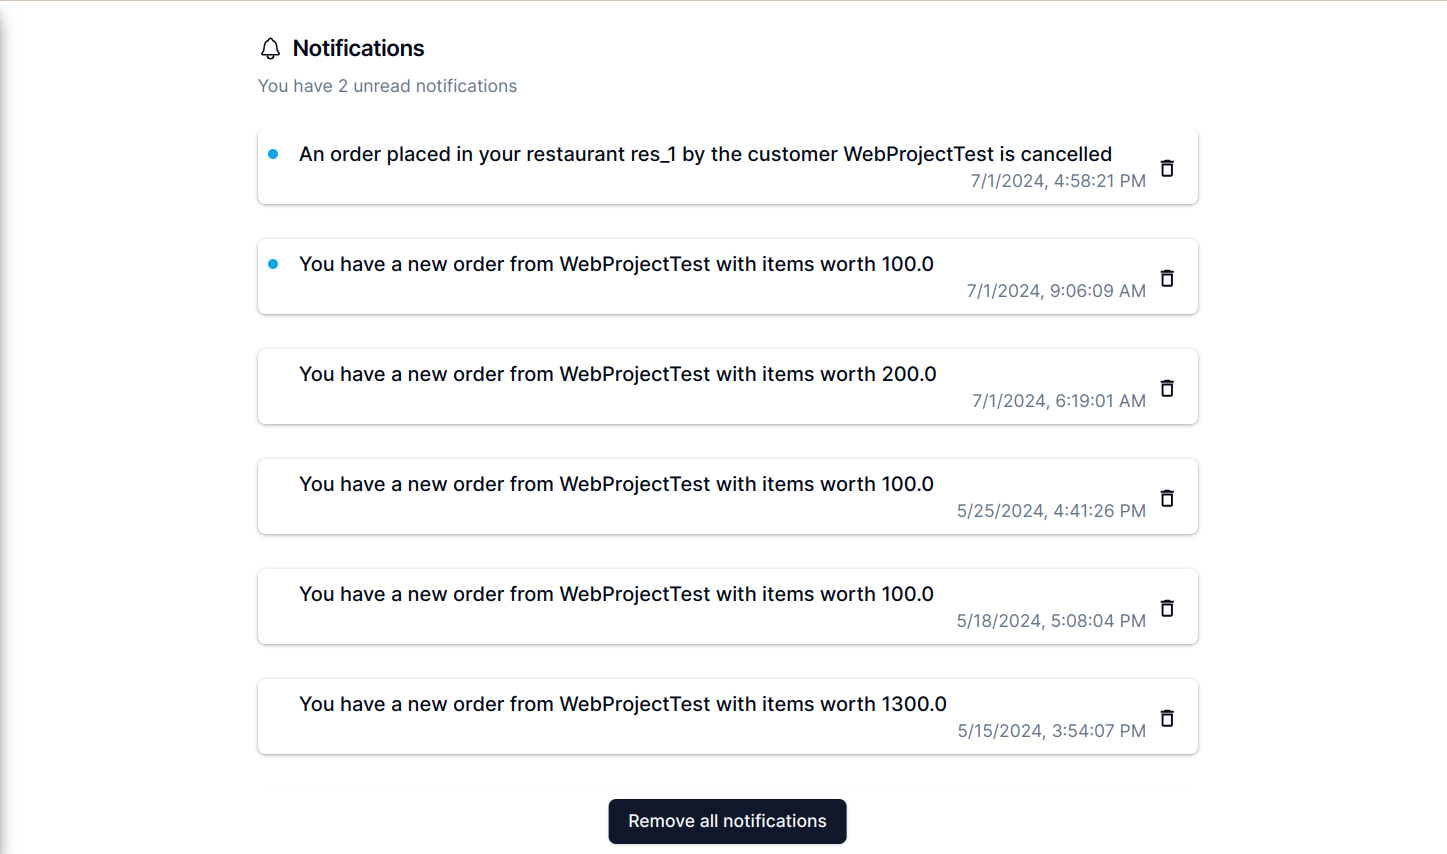 Notifications
You have 2 unread notifications
An order placed in your restaurant res_1 by the customer WebProjectTest is cancelled
7/1/2024, 4:58:21 PM
You have a new order from WebProjectTest with items worth 100.0
7/1/2024, 9:06:09 AM
You have a new order from WebProjectTest with items worth 200.0
7/1/2024, 6:19:01 AM
You have a new order from WebProjectTest with items worth 100.0
5/25/2024, 4:41:26 PM
You have a new order from WebProjectTest with items worth 100.0
5/18/2024, 5:08:04 PM
You have a new order from WebProjectTest with items worth 1300.0
5/15/2024, 3:54:07 PM
Remove all notifications